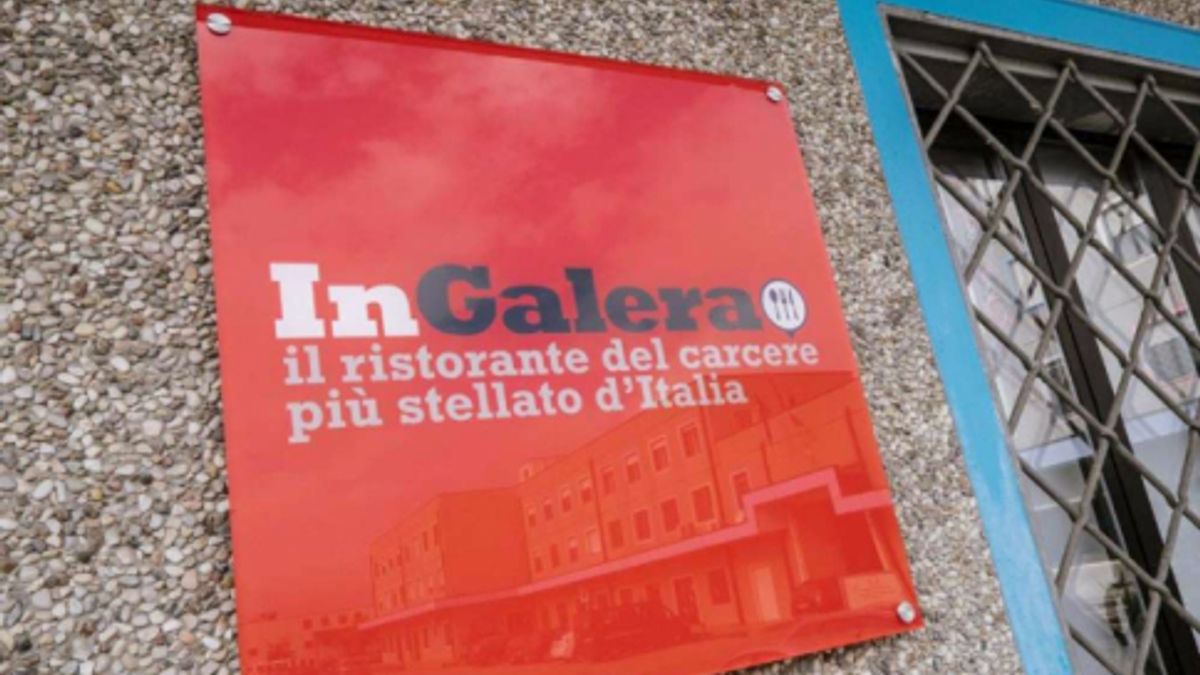 InGalera
il ristorante del carcere
più stellato d'Italia